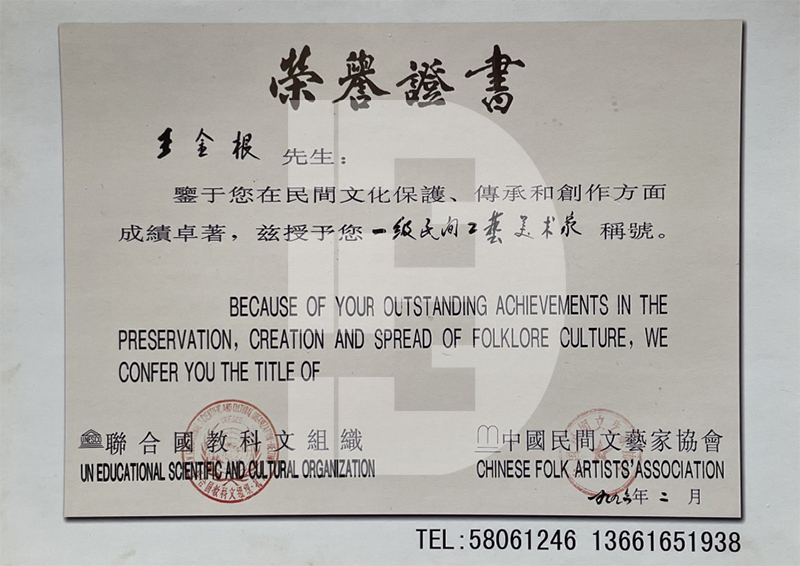 榮譽證書
王金根 先生:
鑒于您在民間文化保護、傳承和創作方面
成績卓著,兹授予您一级民间工藝美术家 稱號。
BECAUSE OF YOUR OUTSTANDING ACHIEVEMENTS IN THE
PRESERVATION, CREATION AND SPREAD OF FOLKLORE CULTURE, WE
CONFER YOU THE TITLE OF
聯合國教科文組織
UN EDUCATIONAL SCIENTIFIC AND CULTURAL ORGANIZATION
中國民間文藝家協會
CHINESE FOLK ARTISTS'ASSOCIATION
一九九六年二月
TEL:58061246 13661651938